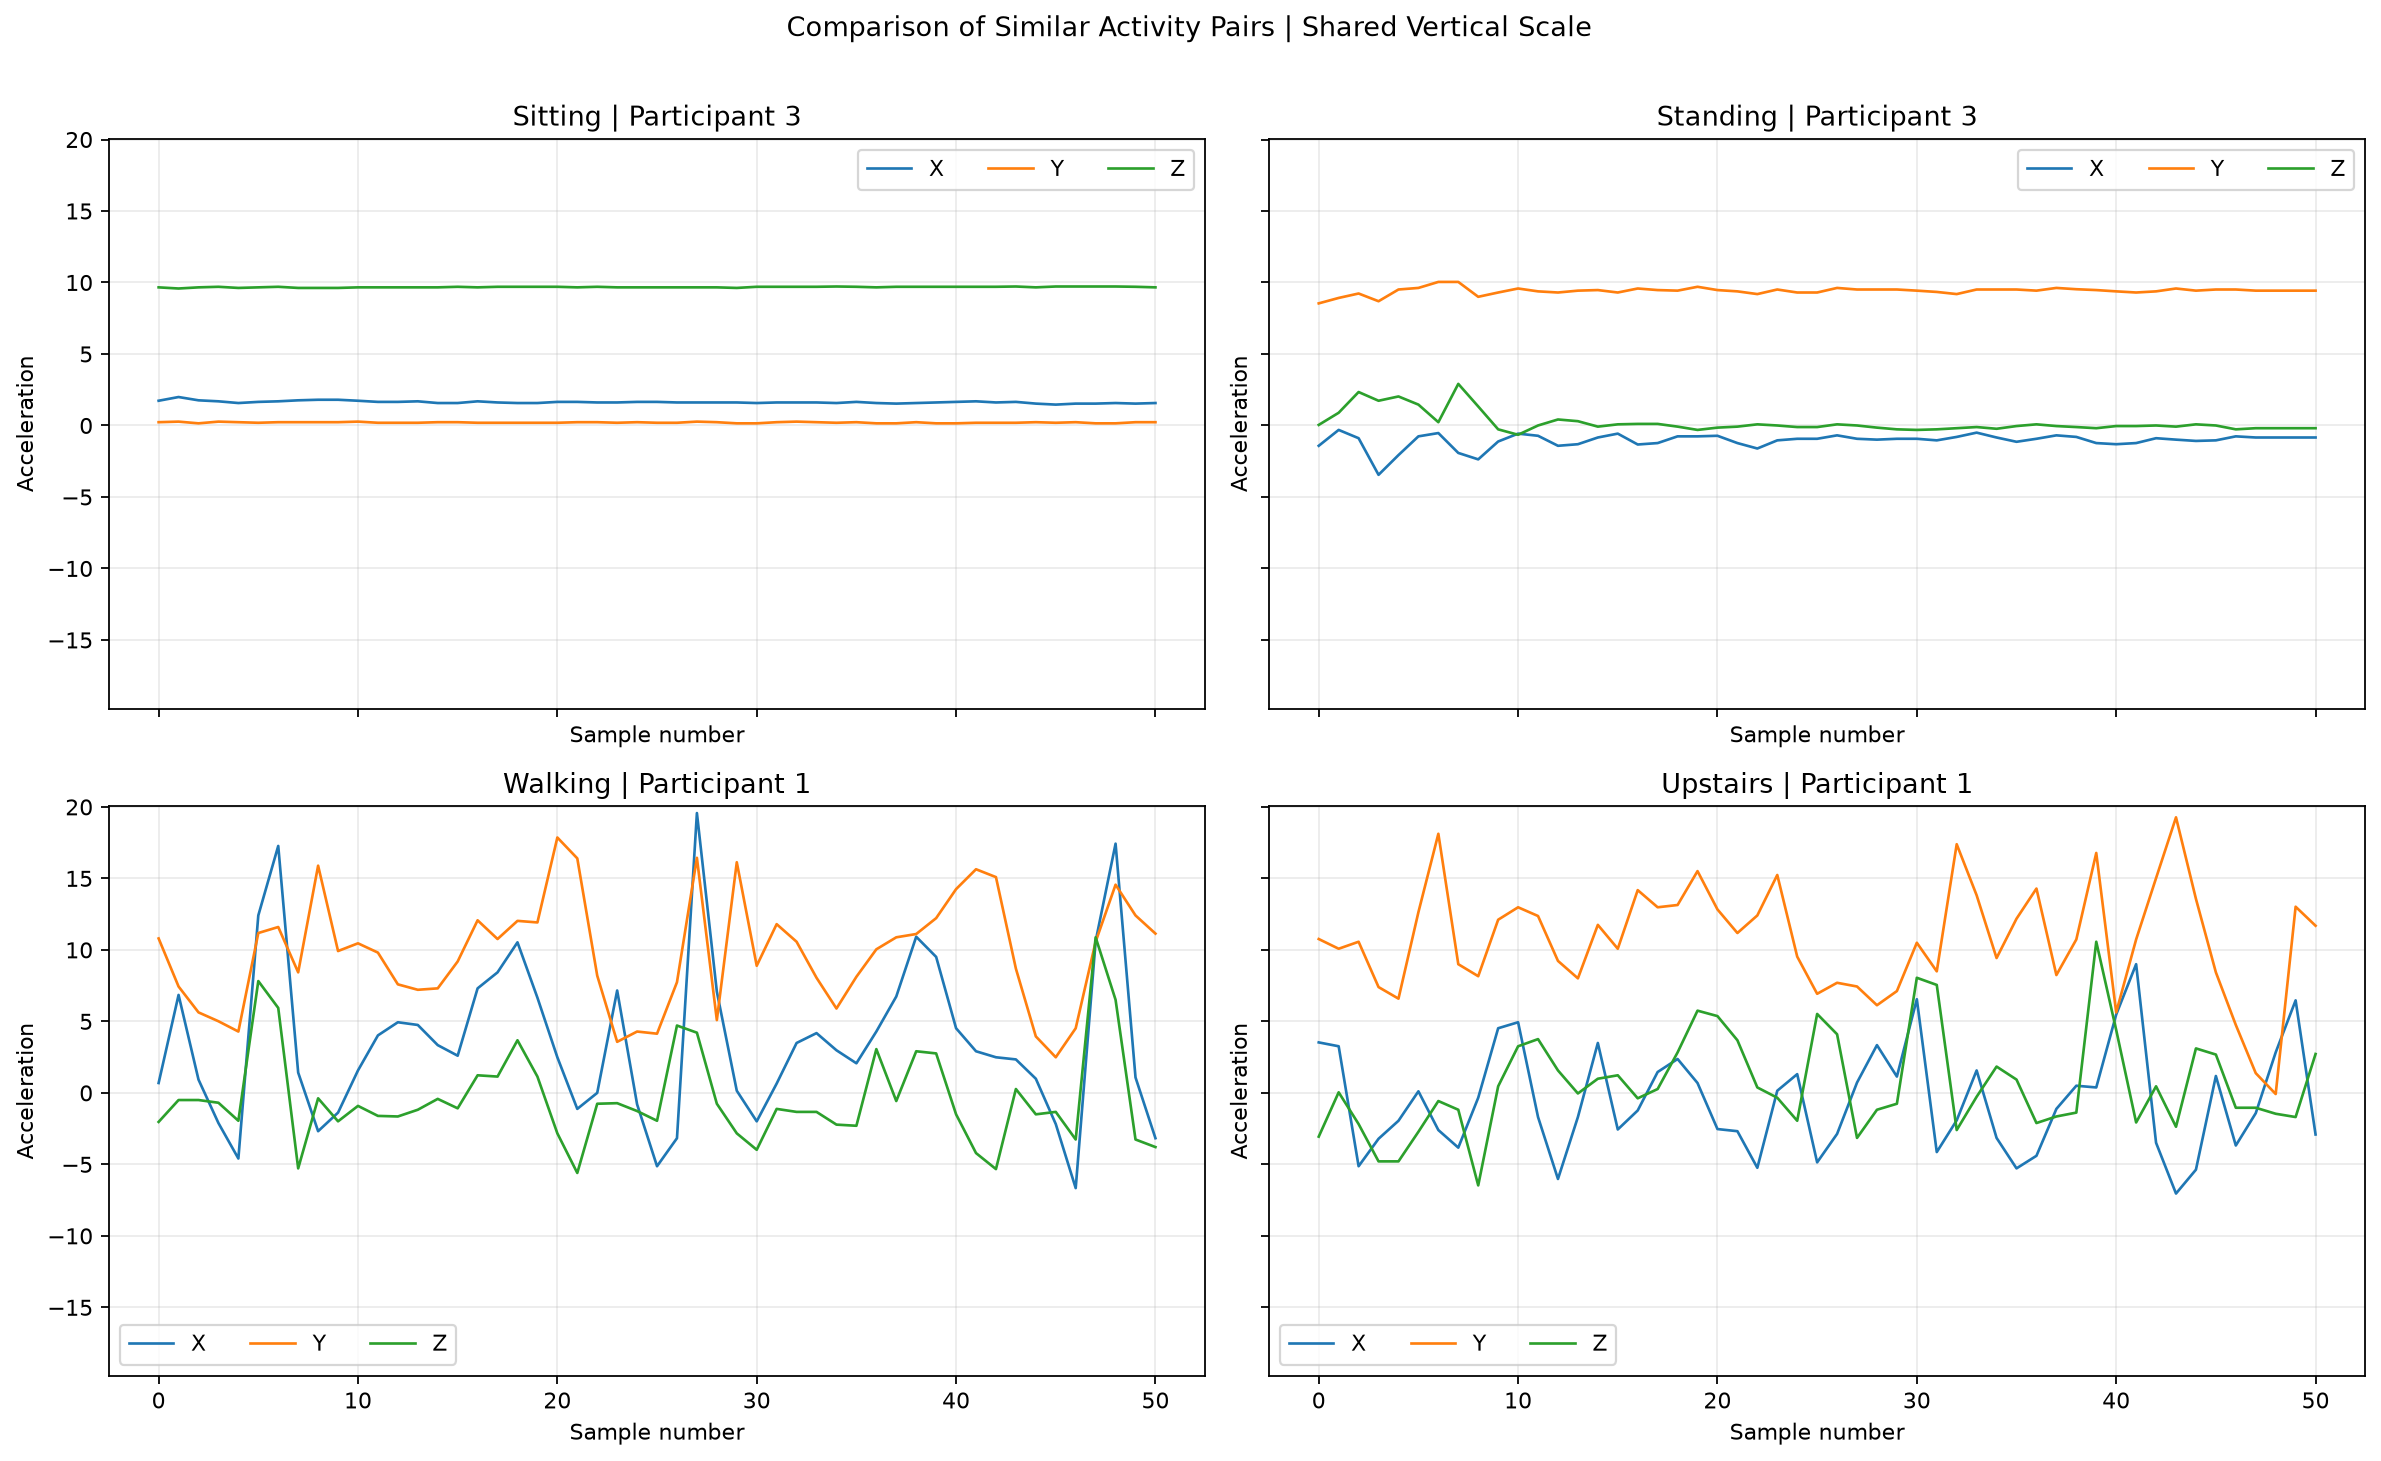 Comparison of Similar Activity Pairs | Shared Vertical Scale
Sitting | Participant 3
X Y Z
20
15
10
5
0
−5
−10
−15
Acceleration
Sample number
Standing | Participant 3
X Y Z
Acceleration
Sample number
Walking | Participant 1
20
15
10
5
0
−5
−10
−15
Acceleration
X Y Z
0 10 20 30 40 50
Sample number
Upstairs | Participant 1
Acceleration
X Y Z
0 10 20 30 40 50
Sample number